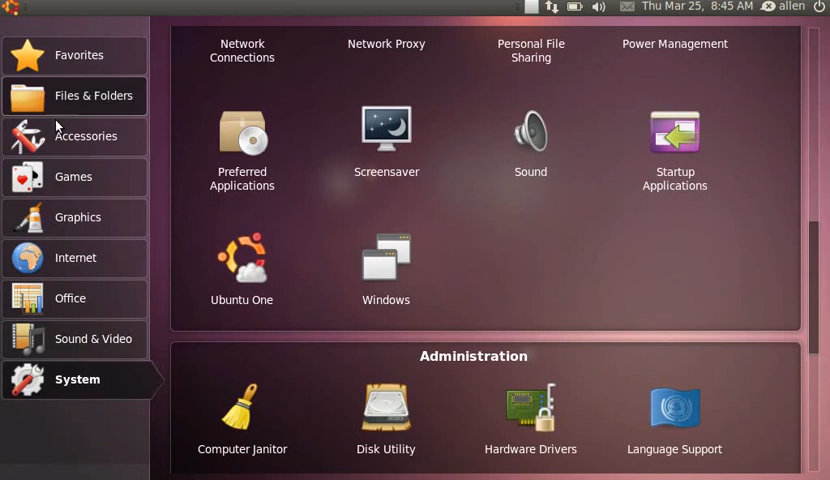 Thu Mar 25, 8:45 AM allen
Favorites
Files & Folders
Accessories
Games
Graphics
Internet
Office
Sound & Video
System
Network
Connections
Network Proxy
Personal File
Sharing
Power Management
Preferred
Applications
Screensaver
Sound
Startup
Applications
Ubuntu One
Windows
Administration
Computer Janitor
Disk Utility
Hardware Drivers
Language Support